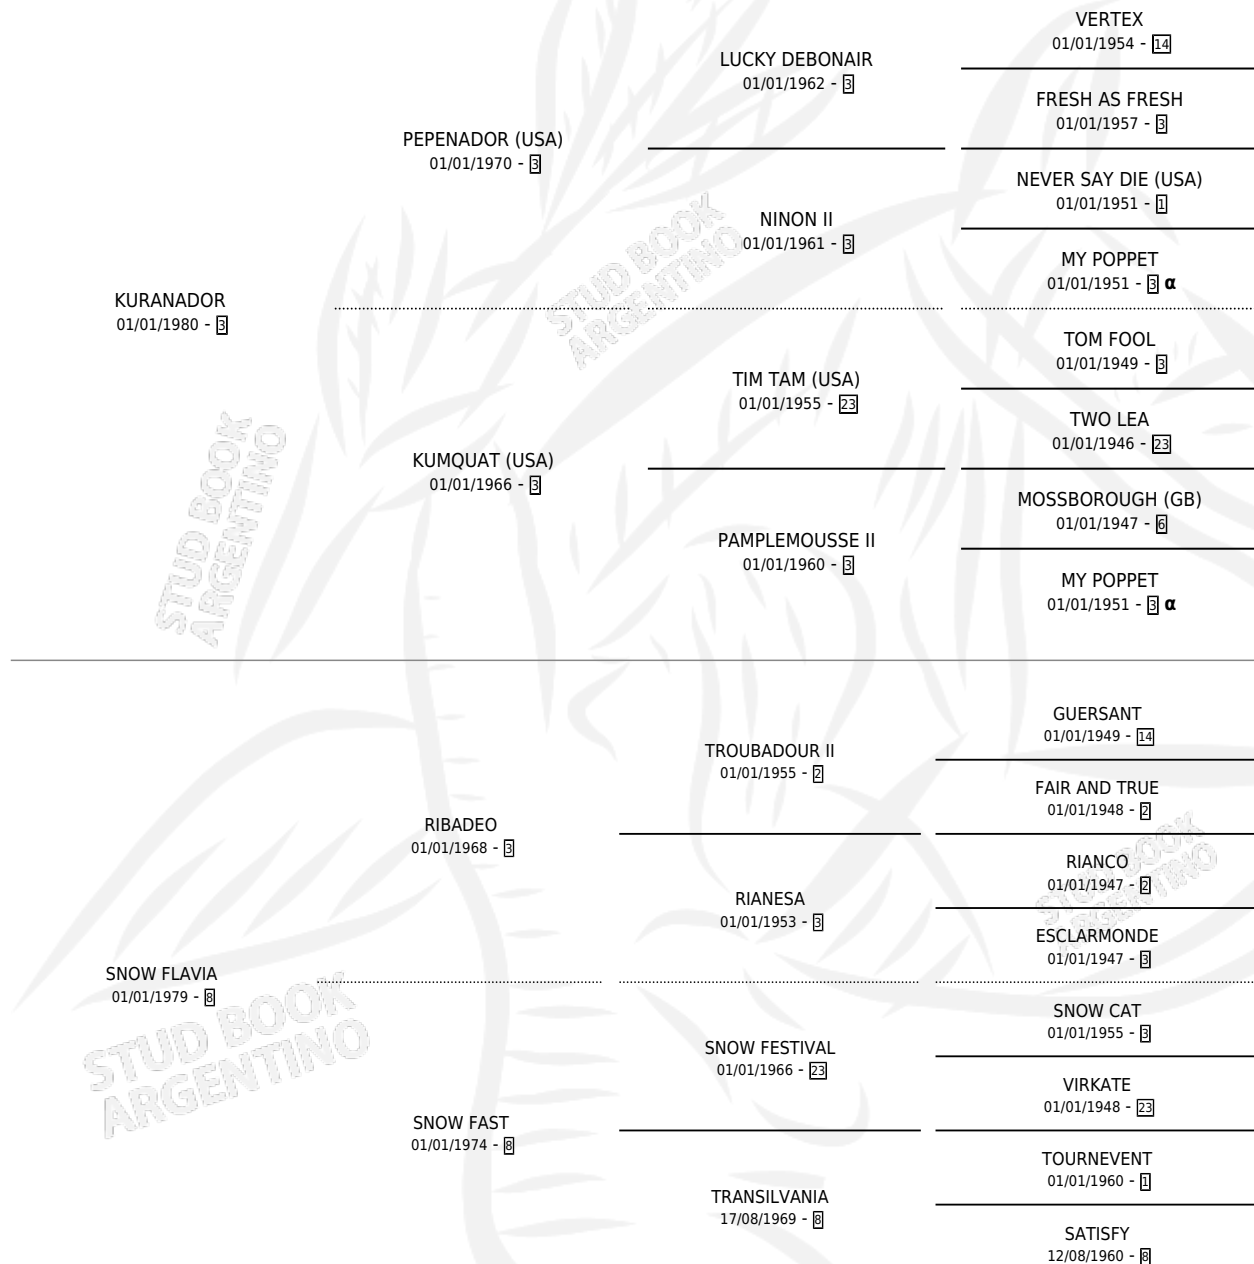 VERTEX
01/01/1954 - 14
LUCKY DEBONAIR
01/01/1962 - 3
FRESH AS FRESH
01/01/1957 - 3
PEPENADOR (USA)
01/01/1970 - 3
NEVER SAY DIE (USA)
01/01/1951 - 1
NINON II
01/01/1961 - 3
MY POPPET
01/01/1951 - 3 α
KURANADOR
01/01/1980 - 3
TOM FOOL
01/01/1949 - 3
TIM TAM (USA)
01/01/1955 - 23
TWO LEA
01/01/1946 - 23
KUMQUAT (USA)
01/01/1966 - 3
MOSSBOROUGH (GB)
01/01/1947 - 6
PAMPLEMOUSSE II
01/01/1960 - 3
MY POPPET
01/01/1951 - 3 α
GUERSANT
01/01/1949 - 14
TROUBADOUR II
01/01/1955 - 2
FAIR AND TRUE
01/01/1948 - 2
RIBADEO
01/01/1968 - 3
RIANCO
01/01/1947 - 2
RIANESA
01/01/1953 - 3
ESCLARMONDE
01/01/1947 - 3
SNOW FLAVIA
01/01/1979 - 8
SNOW CAT
01/01/1955 - 3
SNOW FESTIVAL
01/01/1966 - 23
VIRKATE
01/01/1948 - 23
SNOW FAST
01/01/1974 - 8
TOURNEVENT
01/01/1960 - 1
TRANSILVANIA
17/08/1969 - 8
SATISFY
12/08/1960 - 8
STUD BOOK
ARGENTINO
STUD BOOK
ARGENTINO
STUD BOOK
ARGENTINO
STUD BOOK
ARGENTINO